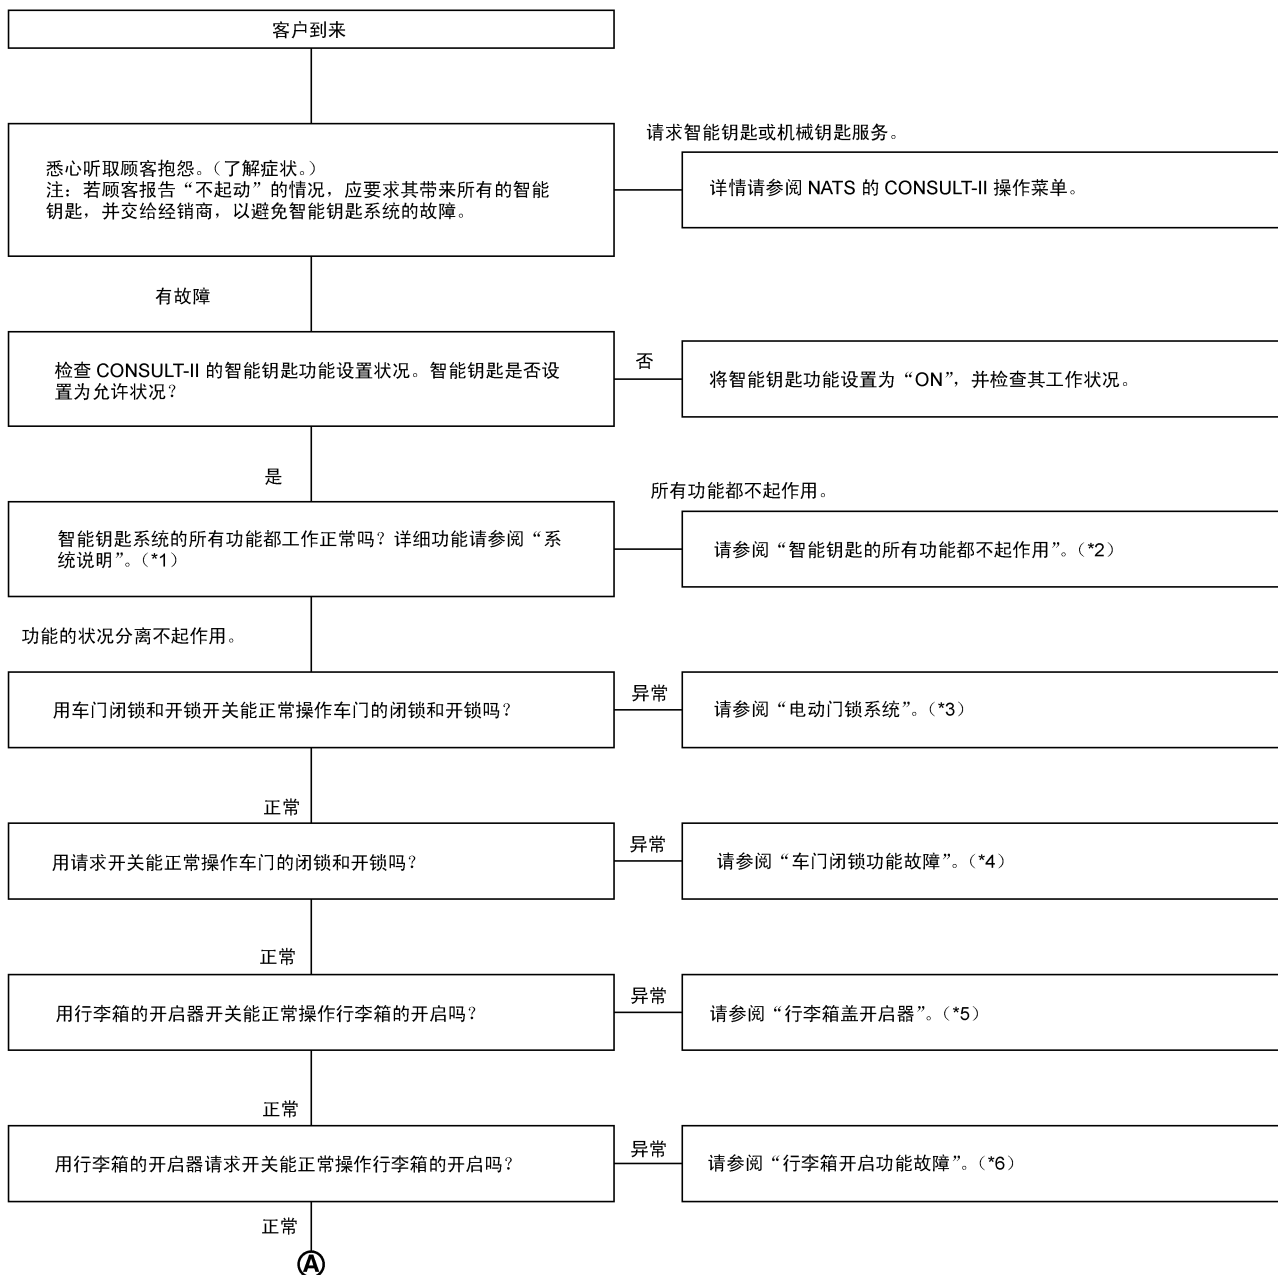 客户到来
请求智能钥匙或机械钥匙服务。
悉心听取顾客抱怨。（了解症状。）
注：若顾客报告“不起动”的情况，应要求其带来所有的智能
钥匙，并交给经销商，以避免智能钥匙系统的故障。
详情请参阅 NATS 的 CONSULT-II 操作菜单。
有故障
检查 CONSULT-II 的智能钥匙功能设置状况。智能钥匙是否设
置为允许状况？
否
将智能钥匙功能设置为“ON”，并检查其工作状况。
是
所有功能都不起作用。
智能钥匙系统的所有功能都工作正常吗？详细功能请参阅“系
统说明”。（*1）
请参阅“智能钥匙的所有功能都不起作用”。（*2）
功能的状况分离不起作用。
用车门闭锁和开锁开关能正常操作车门的闭锁和开锁吗？
异常
请参阅“电动门锁系统”。（*3）
正常
用请求开关能正常操作车门的闭锁和开锁吗？
异常
请参阅“车门闭锁功能故障”。（*4）
正常
用行李箱的开启器开关能正常操作行李箱的开启吗？
异常
请参阅“行李箱盖开启器”。（*5）
正常
用行李箱的开启器请求开关能正常操作行李箱的开启吗？
异常
请参阅“行李箱开启功能故障”。（*6）
正常
A